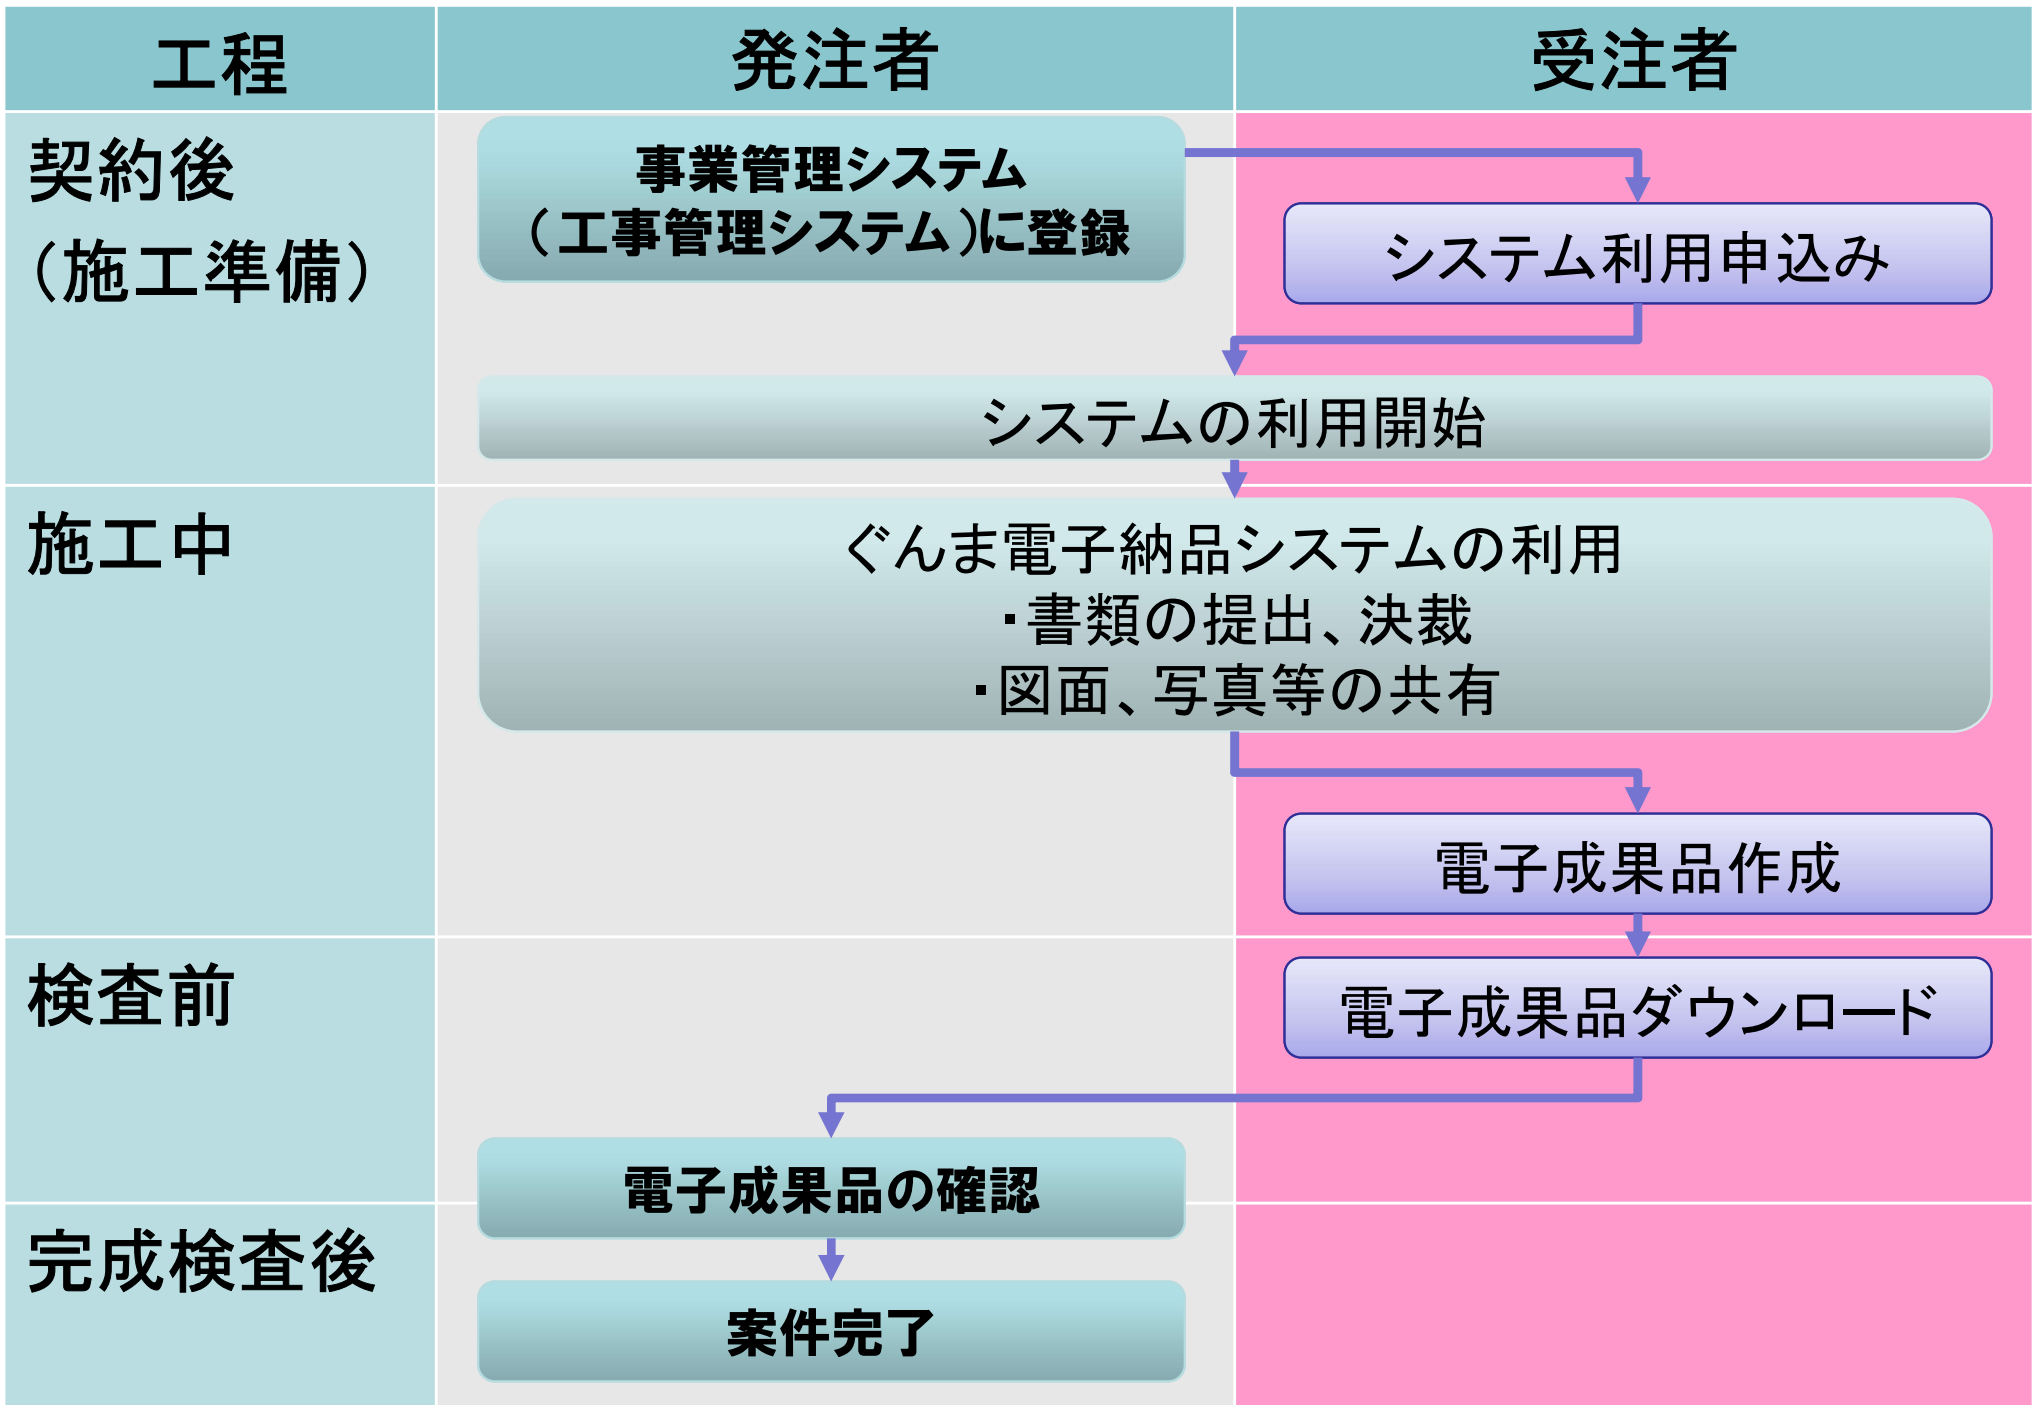 工程
発注者
受注者
契約後
（施工準備）
事業管理システム
（工事管理システム）に登録
システム利用申込み
システムの利用開始
施工中
ぐんま電子納品システムの利用
・書類の提出、決裁
・図面、写真等の共有
電子成果品作成
検査前
電子成果品ダウンロード
電子成果品の確認
完成検査後
案件完了